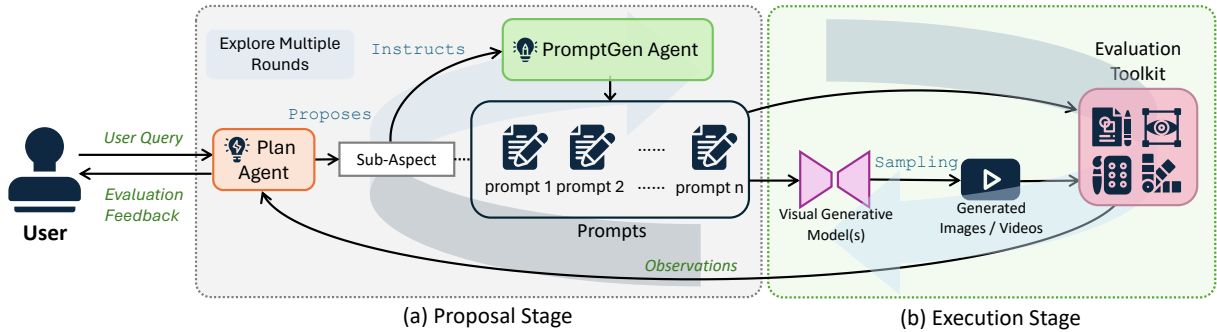 Explore Multiple
Rounds
Instructs
PromptGen Agent
Evaluation
Toolkit
Proposes
User Query
Plan
Agent
Sub-Aspect
Evaluation
Feedback
prompt 1
prompt 2
......
......
prompt n
Prompts
Sampling
Visual Generative
Model(s)
Generated
Images / Videos
User
Observations
(a) Proposal Stage
(b) Execution Stage